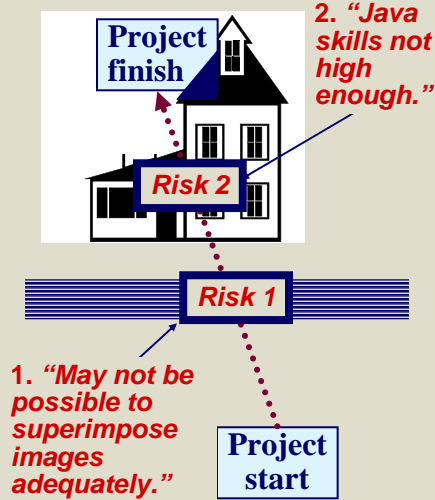 Project
finish
2. “Java
skills not
high
enough.”
Risk 2
Risk 1
1. “May not be
possible to
superimpose
images
adequately.”
Project
start